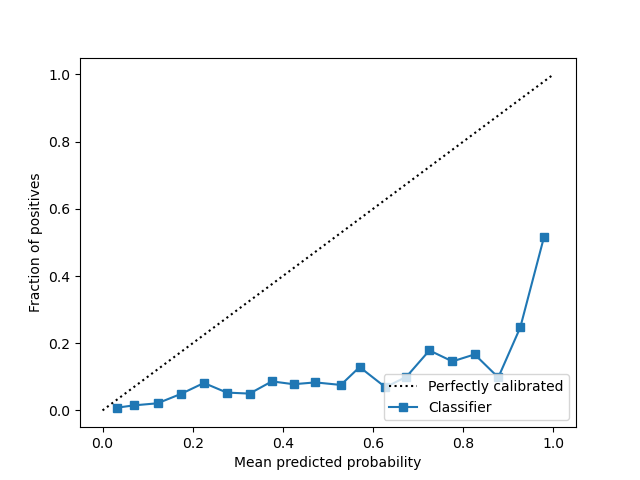 1.0
0.8
0.6
0.4
0.2
0.0
Fraction of positives
Perfectly calibrated
Classifier
0.0 0.2 0.4 0.6 0.8 1.0
Mean predicted probability